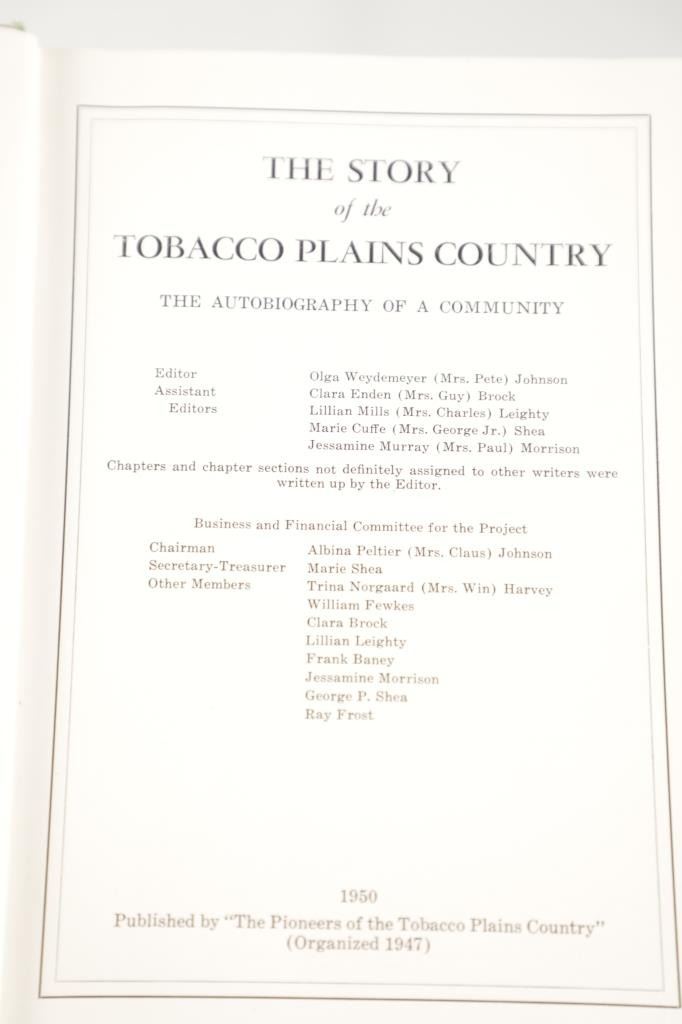 THE STORY
of the
TOBACCO PLAINS COUNTRY
THE AUTOBIOGRAPHY OF A COMMUNITY
Editor Olga Weydemeyer (Mrs. Pete) Johnson
Assistant Clara Enden (Mrs. Guy) Brock
Editors Lillian Mills (Mrs. Charles) Leighty
Marie Cuffe (Mrs. George Jr.) Shea
Jessamine Murray (Mrs. Paul) Morrison
Chapters and chapter sections not definitely assigned to other writers were
written up by the Editor.
Business and Financial Committee for the Project
Chairman Albina Peltier (Mrs. Claus) Johnson
Secretary-Treasurer Marie Shea
Other Members Trina Norgaard (Mrs. Win) Harvey
William Fewkes
Clara Brock
Lillian Leighty
Frank Baney
Jessamine Morrison
George P. Shea
Ray Frost
1950
Published by "The Pioneers of the Tobacco Plains Country"
(Organized 1947)